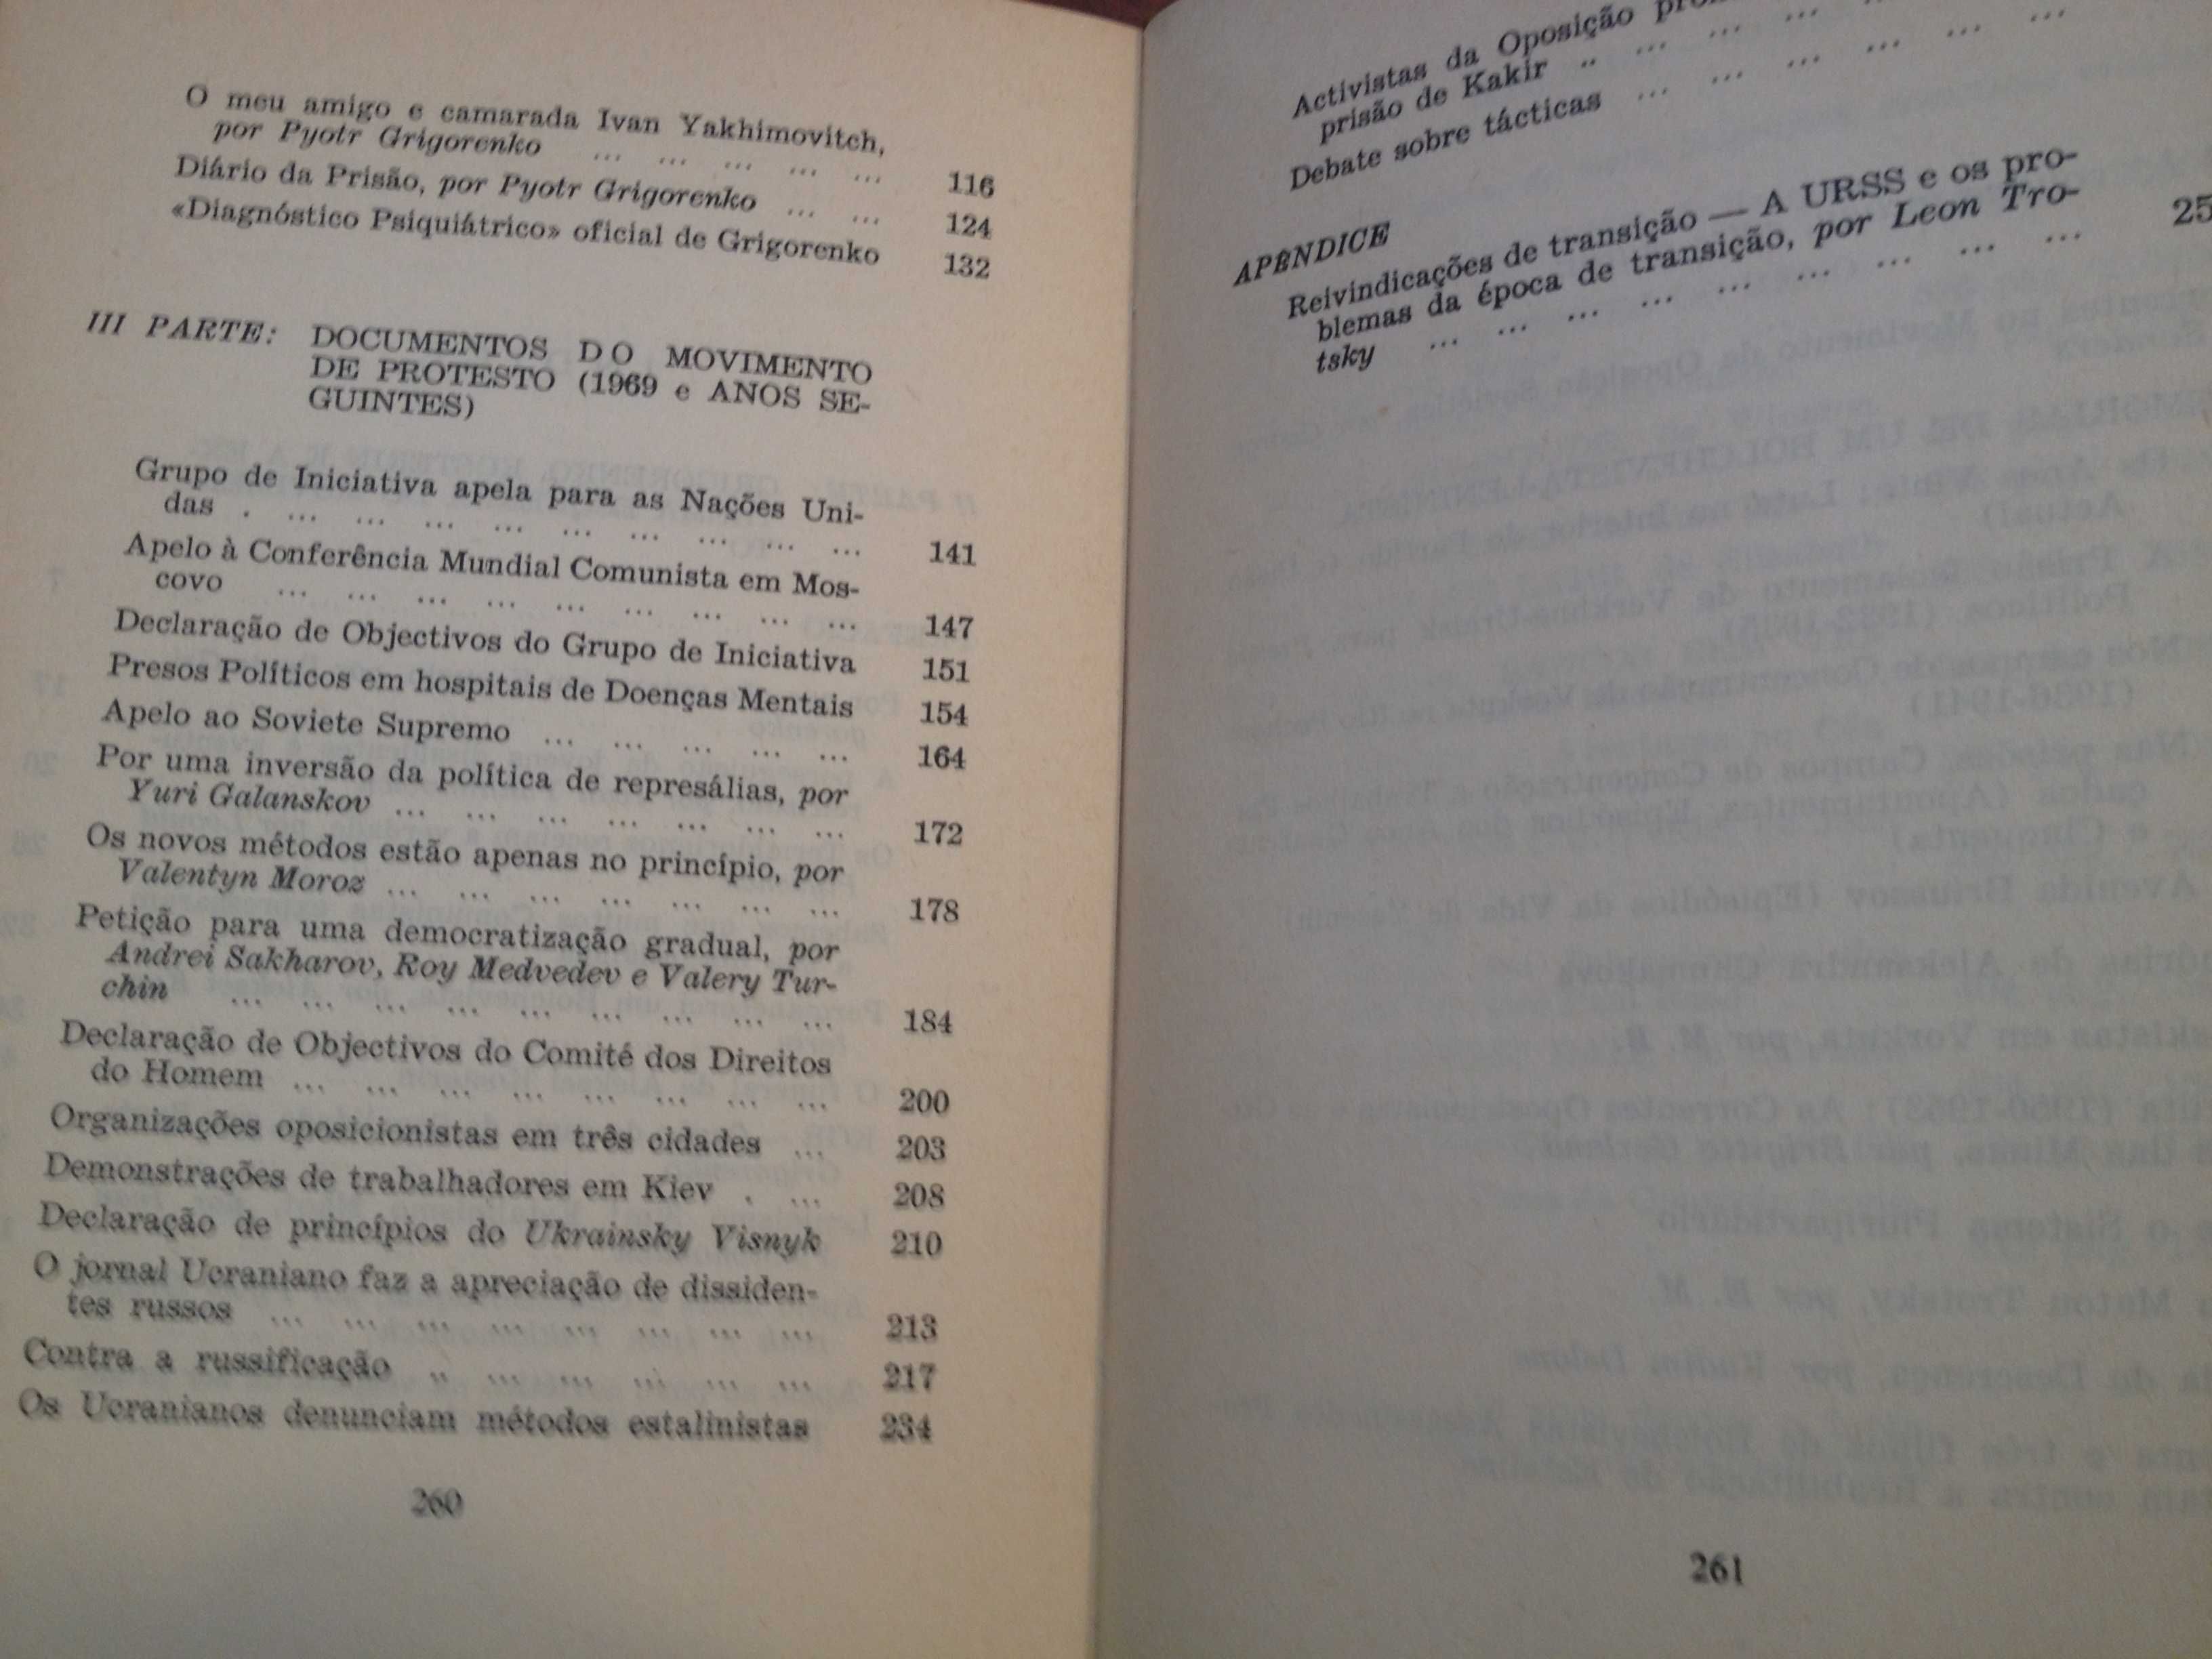 O meu amigo e camarada Ivan Yakhimovitch,
por Pyotr Grigorenko ... ... ... ... ... 116
Diário da Prisão, por Pyotr Grigorenko ... ... 124
«Diagnóstico Psiquiátrico» oficial de Grigorenko 132
III PARTE: DOCUMENTOS DO MOVIMENTO
DE PROTESTO (1969 e ANOS SE-
GUINTES)
Grupo de Iniciativa apela para as Nações Uni-
das . ... ... ... ... ... ... ... ... ... 141
Apelo à Conferência Mundial Comunista em Mos-
covo ... ... ... ... ... ... ... ... ... 147
Declaração de Objectivos do Grupo de Iniciativa 151
Presos Políticos em hospitais de Doenças Mentais 154
Apelo ao Soviete Supremo ... ... ... ... ... 164
Por uma inversão da política de represálias, por
Yuri Galanskov ... ... ... ... ... ... ... 172
Os novos métodos estão apenas no princípio, por
Valentyn Moroz ... ... ... ... ... ... ... 178
Petição para uma democratização gradual, por
Andrei Sakharov, Roy Medvedev e Valery Tur-
chin ... ... ... ... ... ... ... ... ... 184
Declaração de Objectivos do Comité dos Direitos
do Homem ... ... ... ... ... ... ... ... 200
Organizações oposicionistas em três cidades ... 203
Demonstrações de trabalhadores em Kiev . ... 208
Declaração de princípios do Ukrainsky Visnyk 210
O jornal Ucraniano faz a apreciação de dissiden-
tes russos ... ... ... ... ... ... ... ... 213
Contra a russificação .. ... ... ... ... ... 217
Os Ucranianos denunciam métodos estalinistas 234
260
Activistas da Oposição
prisão de Kakir .. ... ... ...
Debate sobre tácticas ... ... ... ... ... ...
APÊNDICE
Reivindicações de transição — A URSS e os pro-
blemas da época de transição, por Leon Tro-
tsky ... ... ... ... ... ... ... ... ...
261